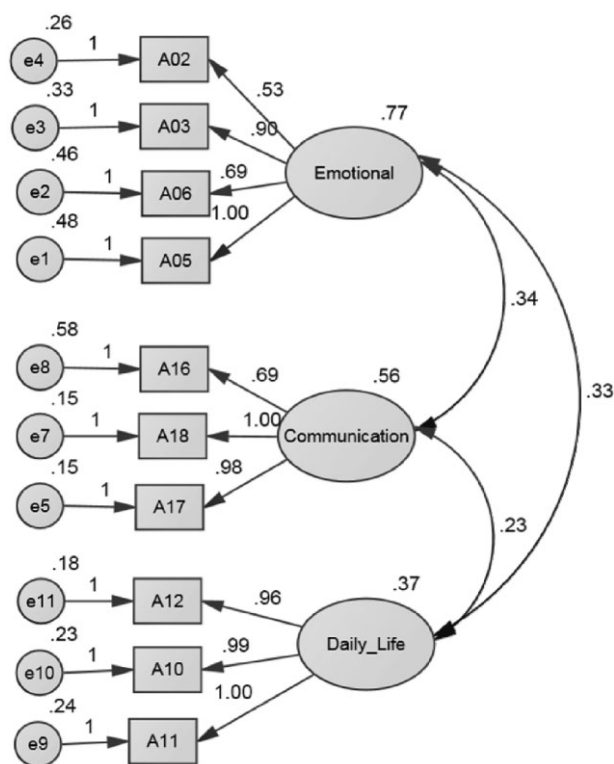 .26
e4 1 A02
.53
.33
e3 1 A03
.90
.77
Emotional
.46
e2 1 A06
.69
.48
e1 1 A05
1.00
.34
.33
.58
e8 1 A16
.69
.56
.15
e7 1 A18
1.00
Communication
.15
e5 1 A17
.98
.23
.18
e11 1 A12
.96
.37
Daily_Life
.23
e10 1 A10
.99
.24
e9 1 A11
1.00